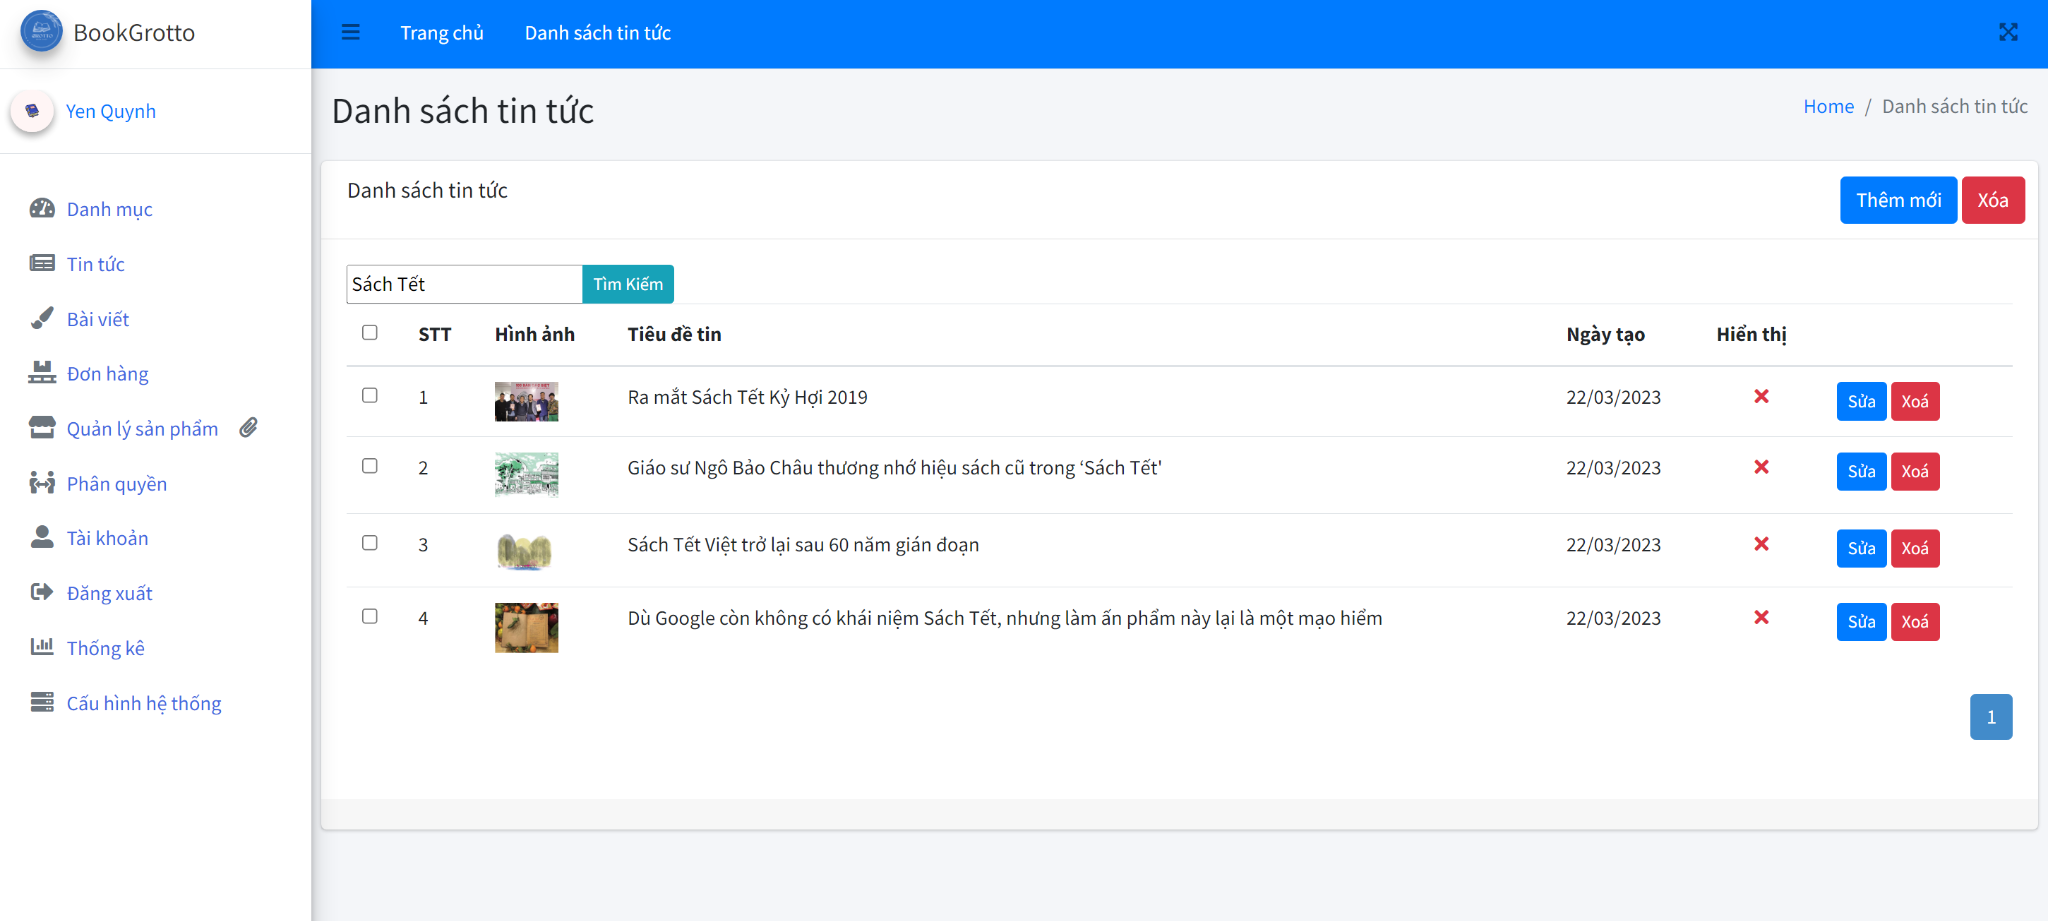 BookGrotto
Trang chủ
Danh sách tin tức
Yen Quynh
Danh mục
Tin tức
Bài viết
Đơn hàng
Quản lý sản phẩm
Phân quyền
Tài khoản
Đăng xuất
Thống kê
Cấu hình hệ thống
Danh sách tin tức
Home / Danh sách tin tức
Danh sách tin tức
Thêm mới
Xóa
Sách Tết
Tìm Kiếm
STT Hình ảnh Tiêu đề tin Ngày tạo Hiển thị
1 Ra mắt Sách Tết Kỷ Hợi 2019 22/03/2023 Sửa Xoá
2 Giáo sư Ngô Bảo Châu thương nhớ hiệu sách cũ trong ‘Sách Tết' 22/03/2023 Sửa Xoá
3 Sách Tết Việt trở lại sau 60 năm gián đoạn 22/03/2023 Sửa Xoá
4 Dù Google còn không có khái niệm Sách Tết, nhưng làm ấn phẩm này lại là một mạo hiểm 22/03/2023 Sửa Xoá
1